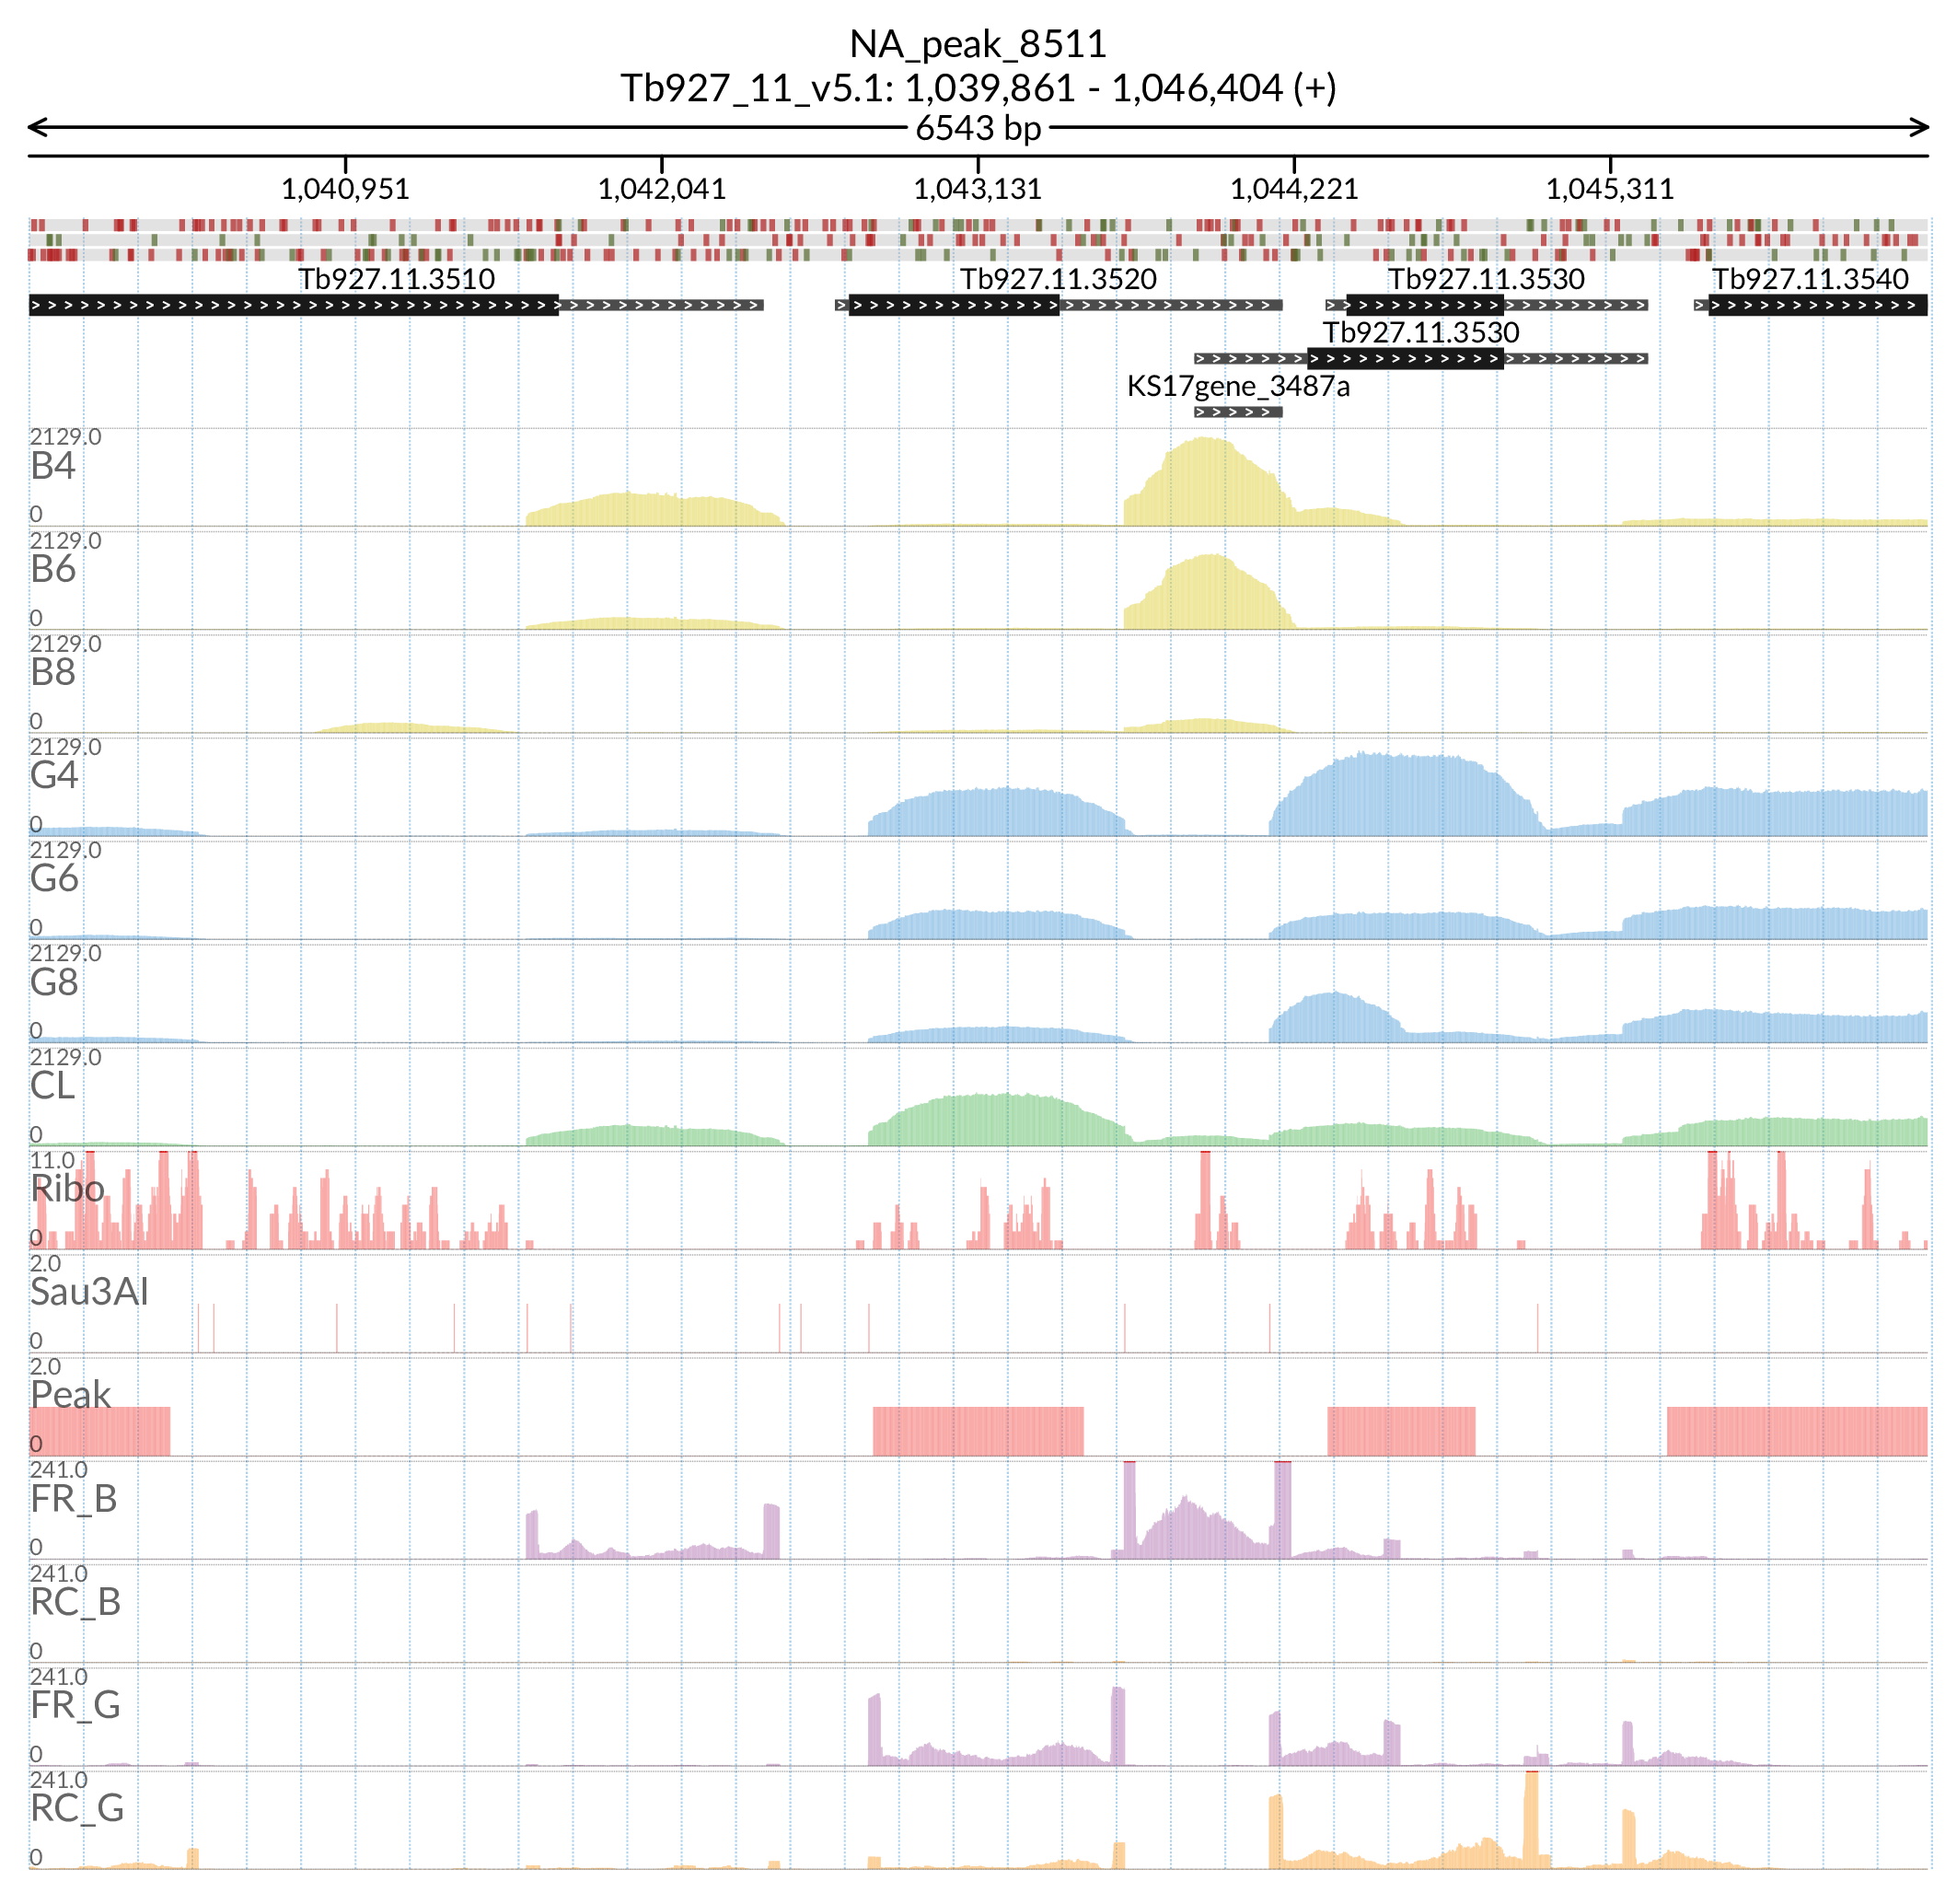 NA_peak_8511
Tb927_11_v5.1: 1,039,861 - 1,046,404 (+)
6543 bp
1,040,951 1,042,041 1,043,131 1,044,221 1,045,311
Tb927.11.3510 Tb927.11.3520 Tb927.11.3530 Tb927.11.3540
Tb927.11.3530
KS17gene_3487a
2129.0
B4
0
2129.0
B6
0
2129.0
B8
0
2129.0
G4
0
2129.0
G6
0
2129.0
G8
0
2129.0
CL
0
11.0
Ribo
0
2.0
Sau3AI
0
2.0
Peak
0
241.0
FR_B
0
241.0
RC_B
0
241.0
FR_G
0
241.0
RC_G
0